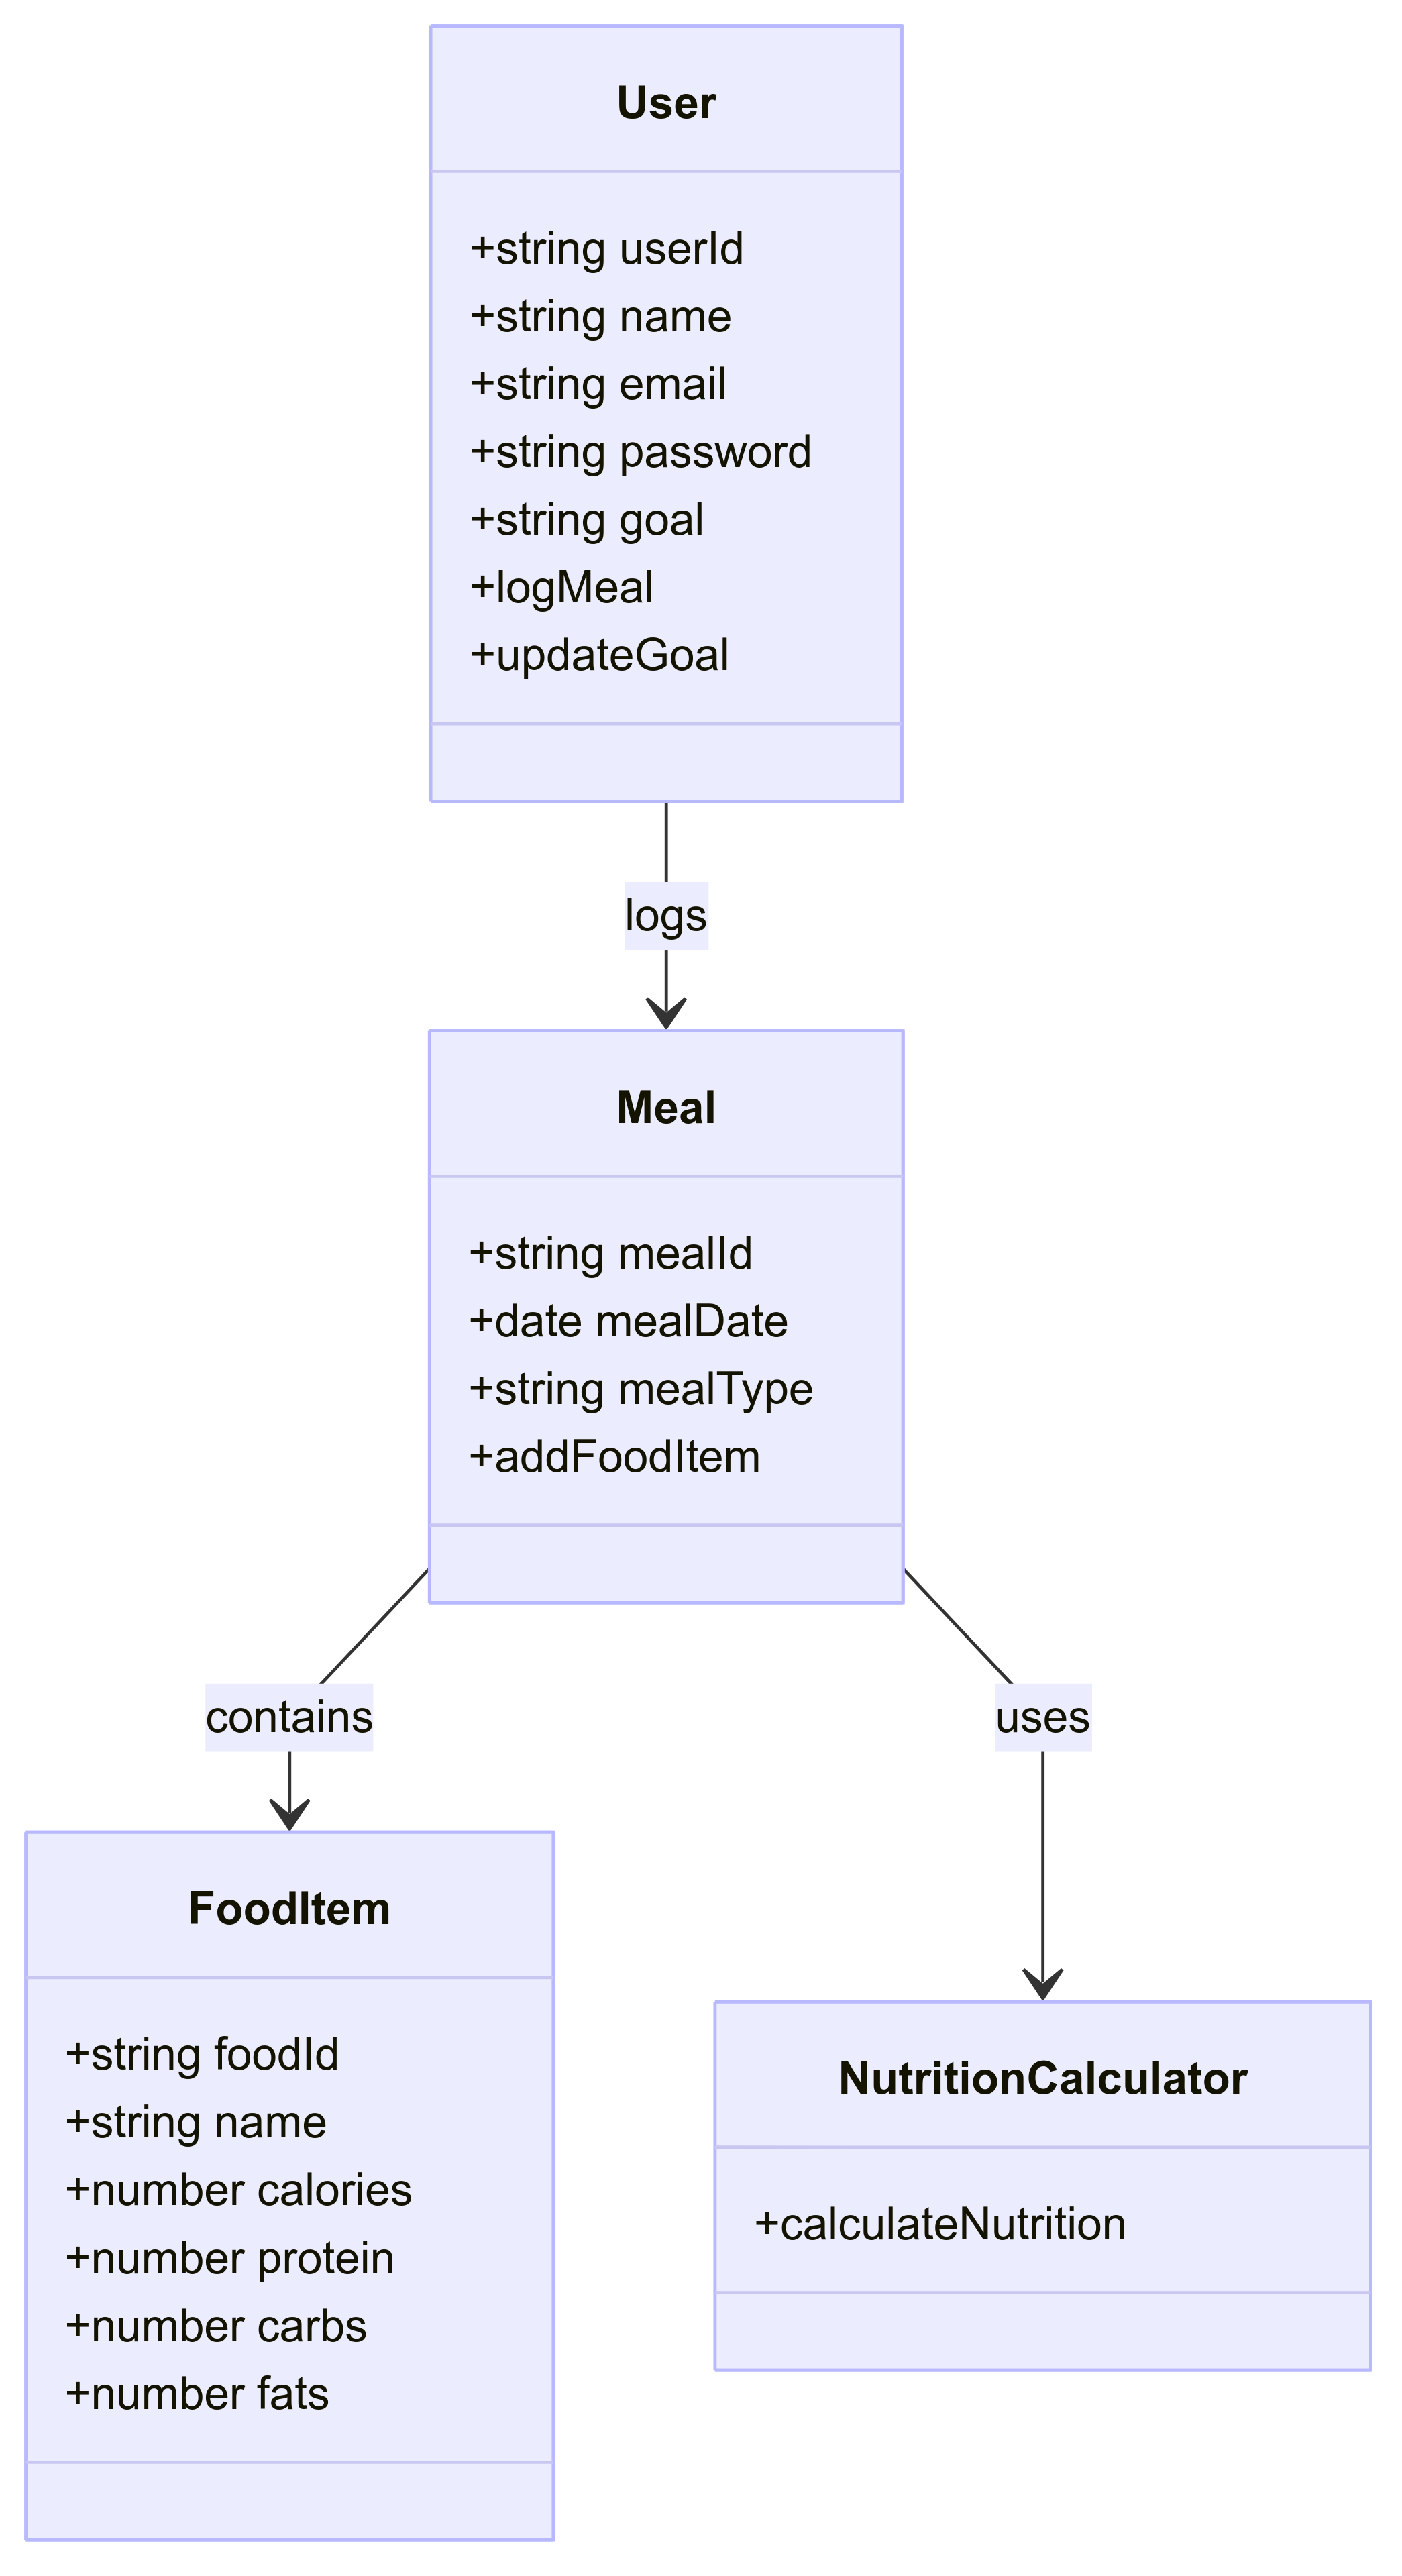 User
+string userId
+string name
+string email
+string password
+string goal
+logMeal
+updateGoal
logs
Meal
+string mealId
+date mealDate
+string mealType
+addFoodItem
contains
uses
FoodItem
+string foodId
+string name
+number calories
+number protein
+number carbs
+number fats
NutritionCalculator
+calculateNutrition